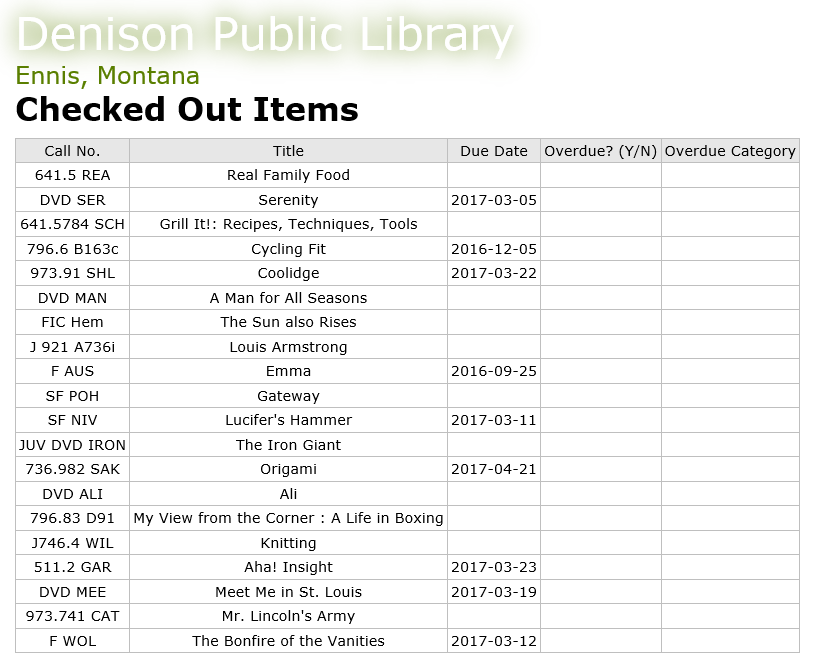 Denison Public Library
Ennis, Montana
Checked Out Items
Call No. Title Due Date Overdue? (Y/N) Overdue Category
641.5 REA Real Family Food
DVD SER Serenity 2017-03-05
641.5784 SCH Grill It!: Recipes, Techniques, Tools
796.6 B163c Cycling Fit 2016-12-05
973.91 SHL Coolidge 2017-03-22
DVD MAN A Man for All Seasons
FIC Hem The Sun also Rises
J 921 A736i Louis Armstrong
F AUS Emma 2016-09-25
SF POH Gateway
SF NIV Lucifer's Hammer 2017-03-11
JUV DVD IRON The Iron Giant
736.982 SAK Origami 2017-04-21
DVD ALI Ali
796.83 D91 My View from the Corner : A Life in Boxing
J746.4 WIL Knitting
511.2 GAR Aha! Insight 2017-03-23
DVD MEE Meet Me in St. Louis 2017-03-19
973.741 CAT Mr. Lincoln's Army
F WOL The Bonfire of the Vanities 2017-03-12